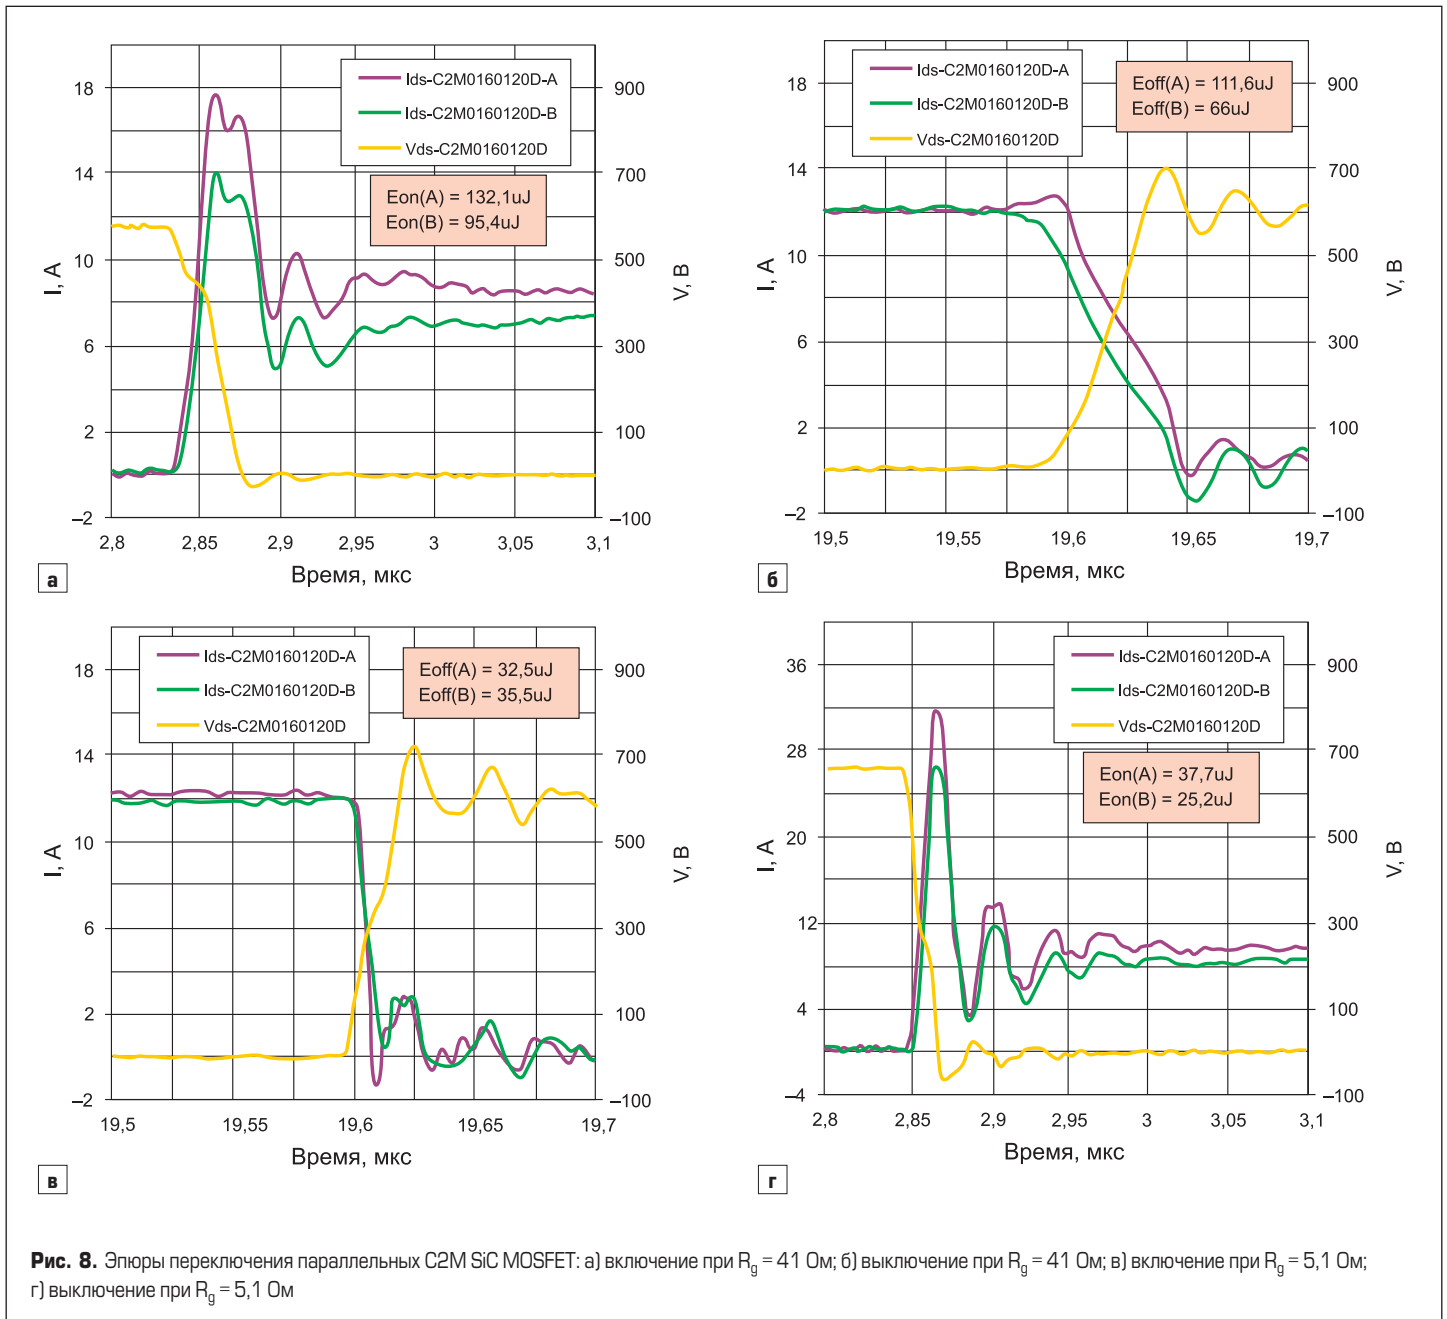 Ids-C2M0160120D-A
Ids-C2M0160120D-B
Vds-C2M0160120D
Eon(A) = 132,1uJ
Eon(B) = 95,4uJ
I, A
18
14
10
6
2
–2
V, В
900
700
500
300
100
–100
2,8 2,85 2,9 2,95 3 3,05 3,1
Время, мкс
а
Ids-C2M0160120D-A
Ids-C2M0160120D-B
Vds-C2M0160120D
Eoff(A) = 111,6uJ
Eoff(B) = 66uJ
I, A
18
14
10
6
2
–2
V, В
900
700
500
300
100
–100
19,5 19,55 19,6 19,65 19,7
Время, мкс
б
Ids-C2M0160120D-A
Ids-C2M0160120D-B
Vds-C2M0160120D
Eoff(A) = 32,5uJ
Eoff(B) = 35,5uJ
I, A
18
14
10
6
2
–2
V, В
900
700
500
300
100
–100
19,5 19,55 19,6 19,65 19,7
Время, мкс
в
Ids-C2M0160120D-A
Ids-C2M0160120D-B
Vds-C2M0160120D
Eon(A) = 37,7uJ
Eon(B) = 25,2uJ
I, A
36
28
20
12
4
–4
V, В
900
700
500
300
100
–100
2,8 2,85 2,9 2,95 3 3,05 3,1
Время, мкс
г
Рис. 8. Эпюры переключения параллельных C2M SiC MOSFET: а) включение при Rg = 41 Ом; б) выключение при Rg = 41 Ом; в) включение при Rg = 5,1 Ом;
г) выключение при Rg = 5,1 Ом